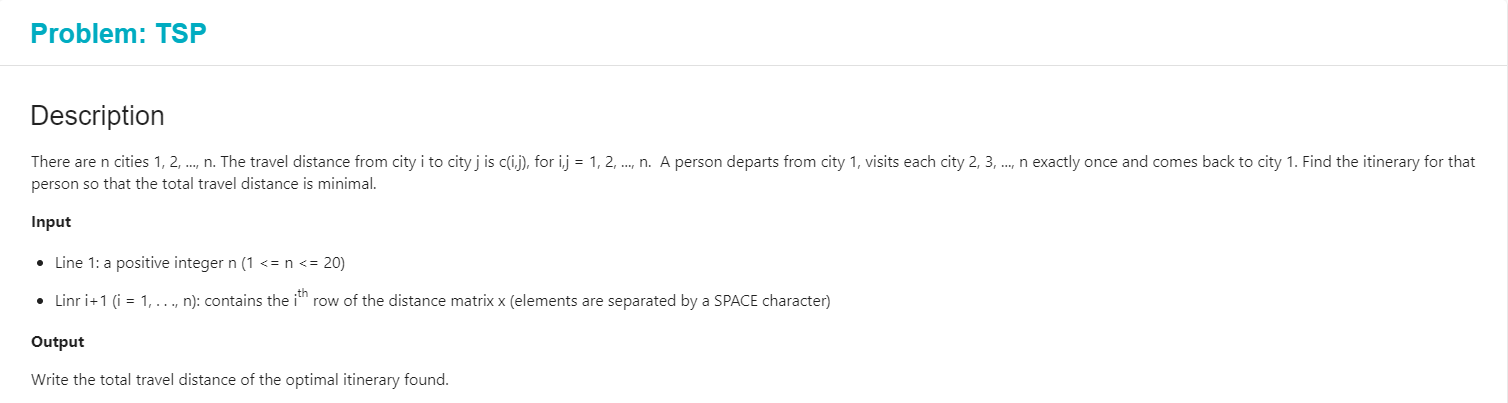 Problem: TSP
Description
There are n cities 1, 2, ..., n. The travel distance from city i to city j is c(i,j), for i,j = 1, 2, ..., n.  A person departs from city 1, visits each city 2, 3, ..., n exactly once and comes back to city 1. Find the itinerary for that
person so that the total travel distance is minimal.
Input
• Line 1: a positive integer n (1 <= n <= 20)
• Linr i+1 (i = 1, . . ., n): contains the ith row of the distance matrix x (elements are separated by a SPACE character)
Output
Write the total travel distance of the optimal itinerary found.